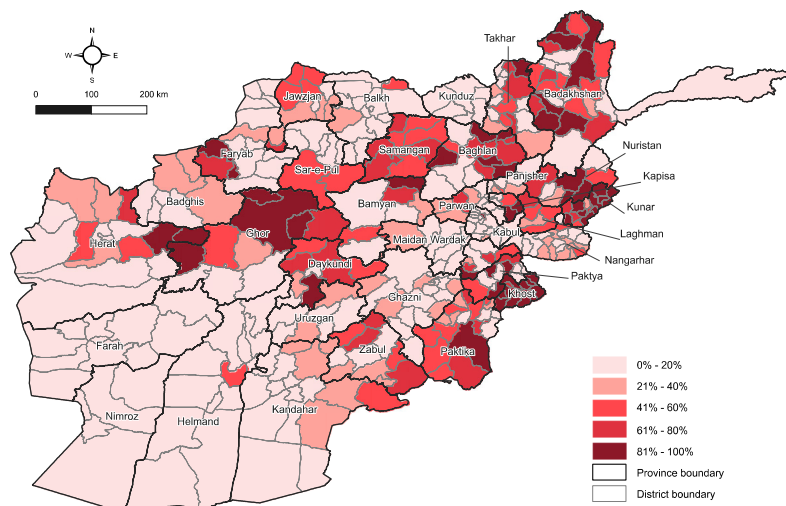 N
W E
S
0 100 200 km
Takhar
Jawzjan
Balkh
Kunduz
Badakhshan
Nuristan
Faryab
Samangan
Baghlan
Sar-e-Pul
Panjsher
Kapisa
Badghis
Bamyan
Parwan
Kunar
Ghor
Herat
Maidan Wardak
Kabul
Laghman
Nangarhar
Daykundi
Paktya
Ghazni
Khost
Uruzgan
Farah
Zabul
Paktika
Nimroz
Helmand
Kandahar
0% - 20%
21% - 40%
41% - 60%
61% - 80%
81% - 100%
Province boundary
District boundary